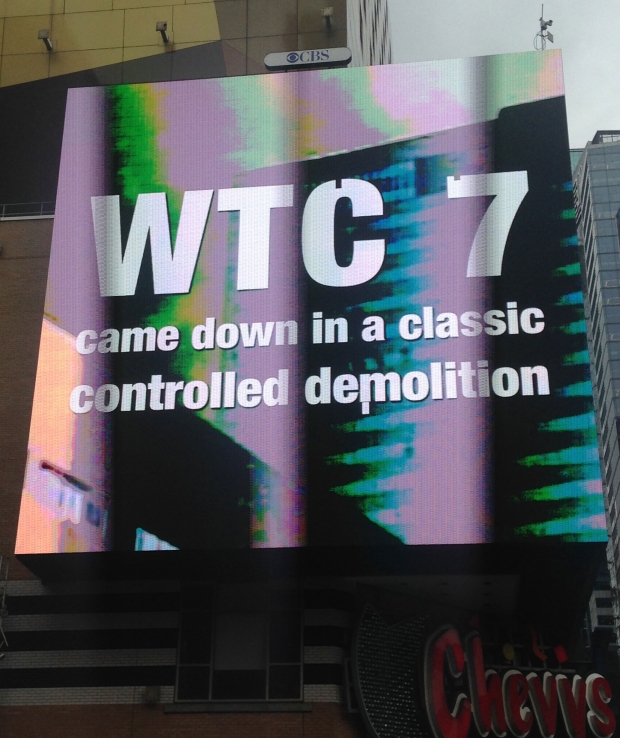 CBS
WTC 7
came down in a classic
controlled demolition
Chevys